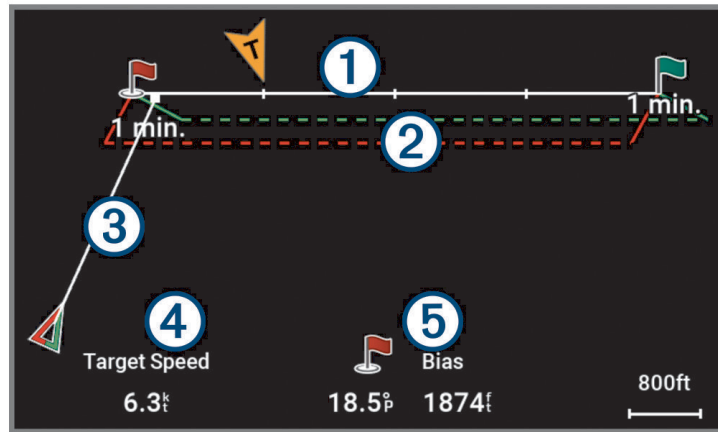 T
1
1 min.
1 min.
2
3
4
5
Target Speed
Bias
800ft
6.3kt
18.5°P
1874ft